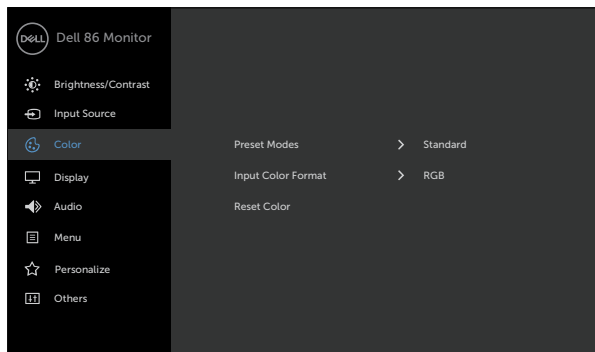 DELL Dell 86 Monitor
Brightness/Contrast
Input Source
Color
Preset Modes Standard
Input Color Format RGB
Reset Color
Display
Audio
Menu
Personalize
Others